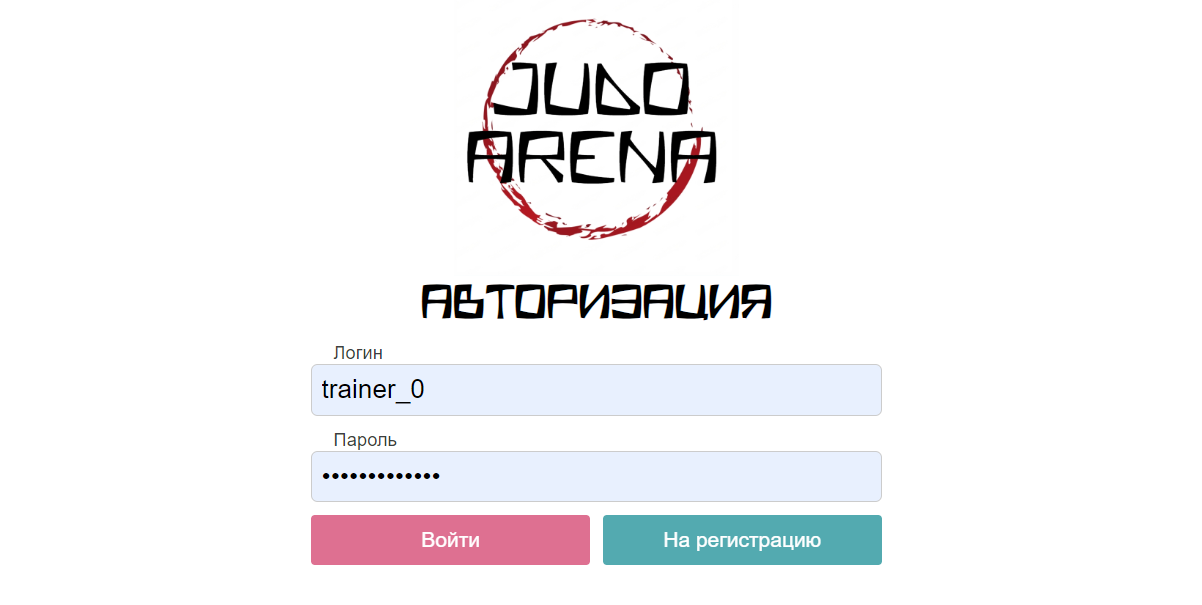 JUDO
ARENA
АВТОРИЗАЦИЯ
Логин
trainer_0
Пароль
•••••••••••••
Войти
На регистрацию